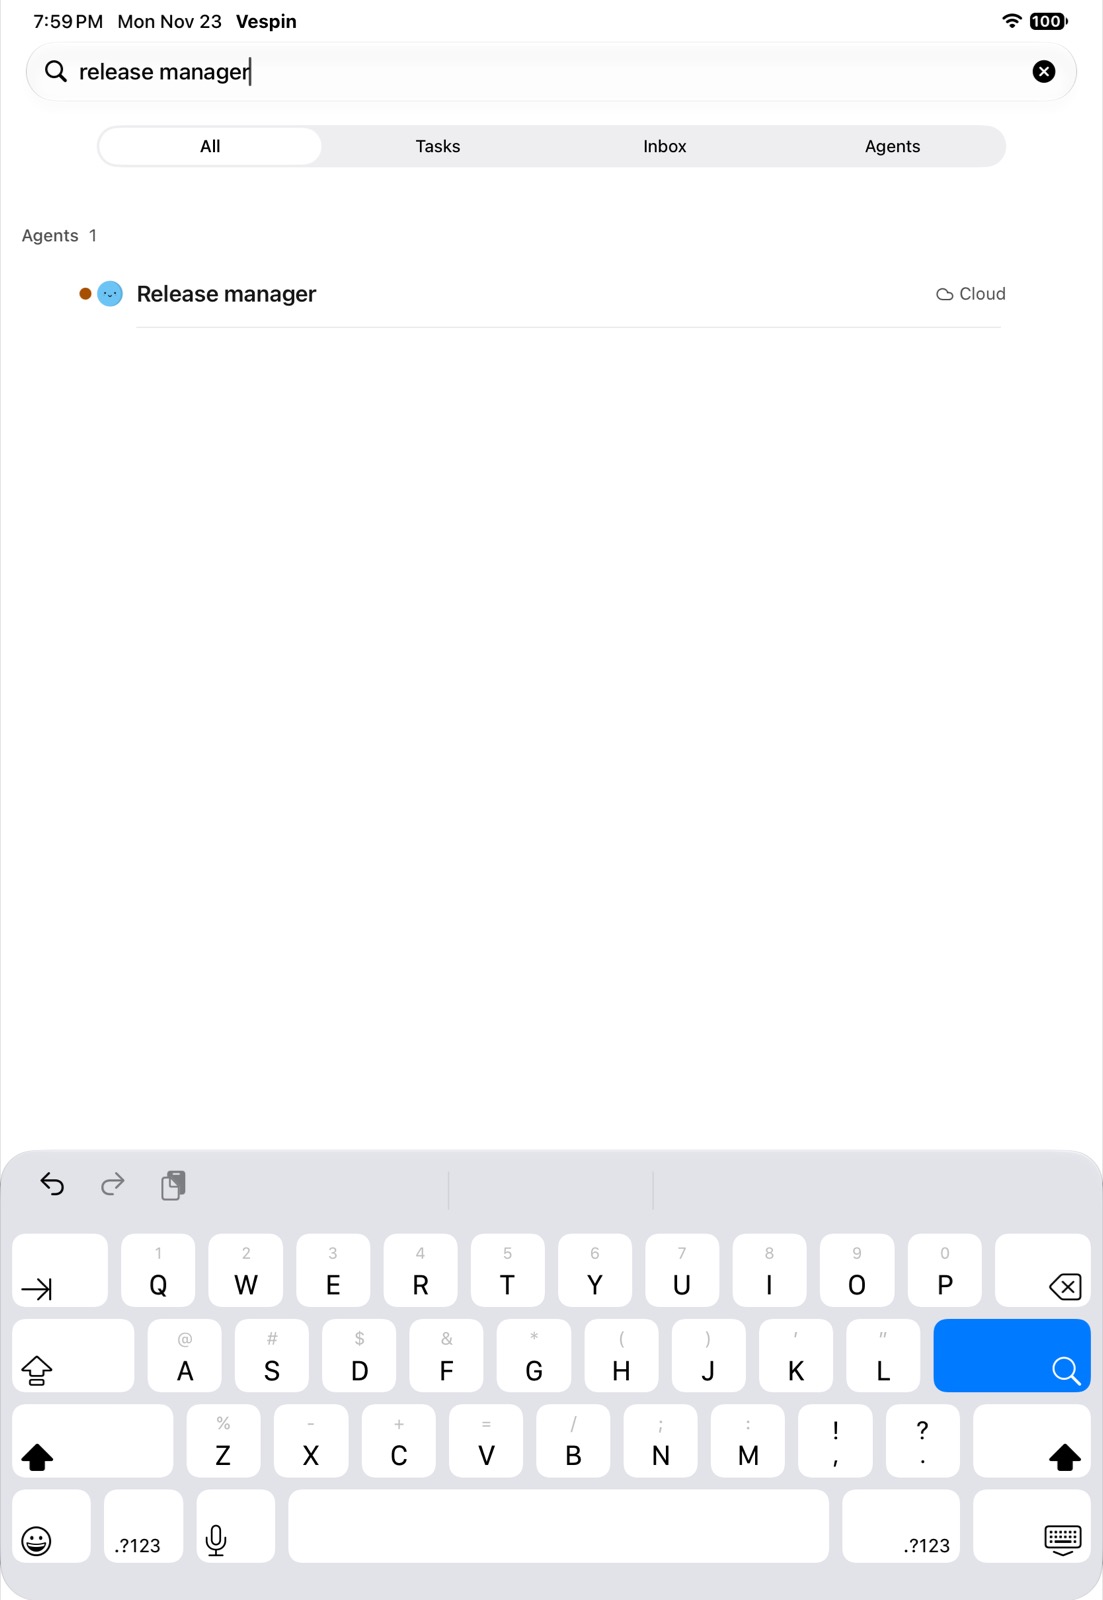 7:59 PM Mon Nov 23 Vespin 100
release manager
All Tasks Inbox Agents
Agents 1
Release manager Cloud
1 2 3 4 5 6 7 8 9 0
Q W E R T Y U I O P
@ # $ & * ( ) ' "
A S D F G H J K L
% - + = / ; : ! ?
Z X C V B N M , .
.?123 .?123